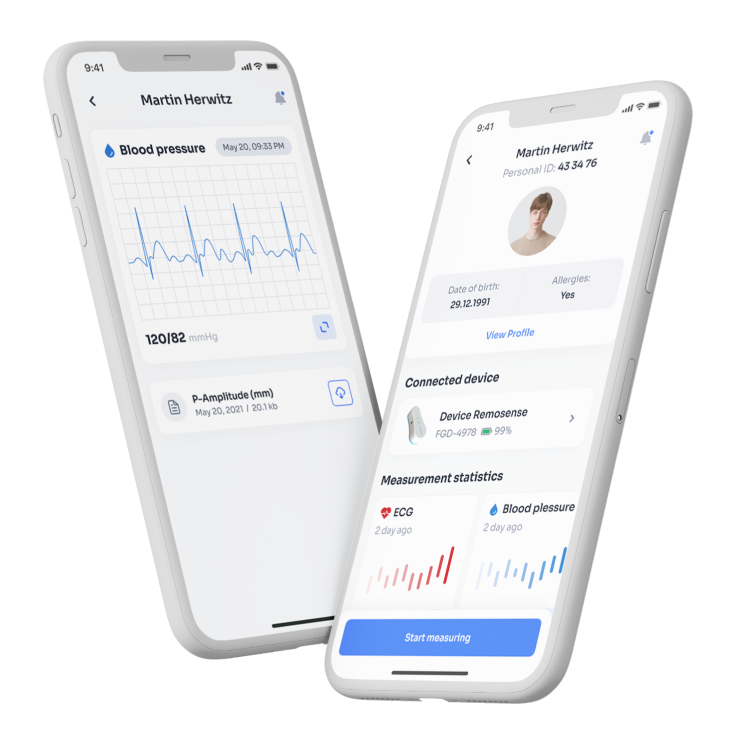 9:41
Martin Herwitz
Blood pressure
May 20, 09:33 PM
120/82 mmHg
P-Amplitude (mm)
May 20, 2021 / 20.1 kb
9:41
Martin Herwitz
Personal ID: 43 34 76
Date of birth:
29.12.1991
Allergies:
Yes
View Profile
Connected device
Device Remosense
FGD-4978 99%
Measurement statistics
ECG
2 day ago
Blood plessure
2 day ago
Start measuring